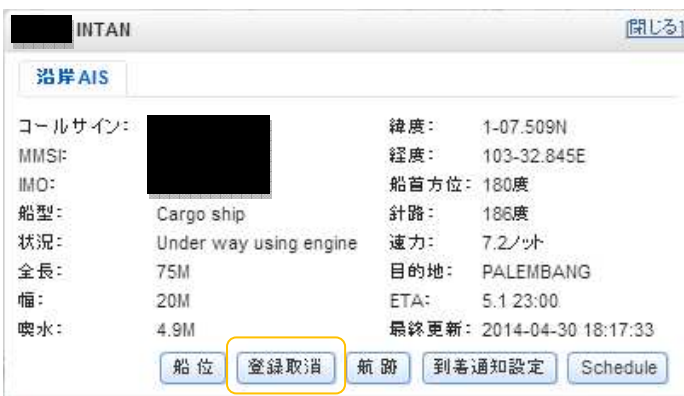 INTAN [閉じる]
沿岸AIS
コールサイン: 緯度: 1-07.509N
MMSI: 経度: 103-32.845E
IMO: 船首方位: 180度
船型: Cargo ship 針路: 186度
状況: Under way using engine 速力: 7.2ノット
全長: 75M 目的地: PALEMBANG
幅: 20M ETA: 5.1 23:00
喫水: 4.9M 最終更新: 2014-04-30 18:17:33
船位 登録取消 航跡 到着通知設定 Schedule